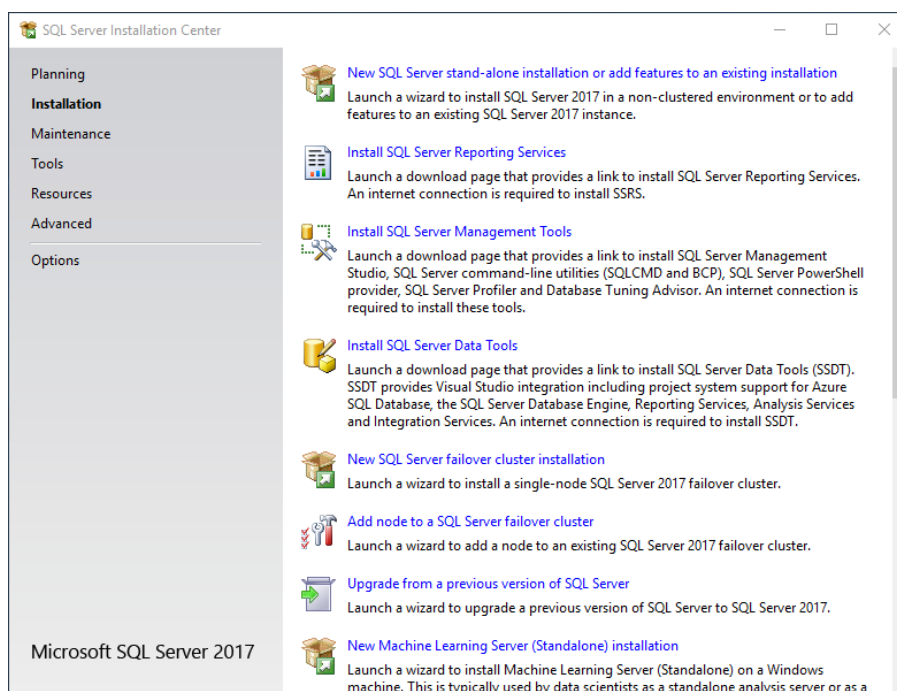 SQL Server Installation Center
Planning
Installation
Maintenance
Tools
Resources
Advanced
Options
Microsoft SQL Server 2017
New SQL Server stand-alone installation or add features to an existing installation
Launch a wizard to install SQL Server 2017 in a non-clustered environment or to add
features to an existing SQL Server 2017 instance.
Install SQL Server Reporting Services
Launch a download page that provides a link to install SQL Server Reporting Services.
An internet connection is required to install SSRS.
Install SQL Server Management Tools
Launch a download page that provides a link to install SQL Server Management
Studio, SQL Server command-line utilities (SQLCMD and BCP), SQL Server PowerShell
provider, SQL Server Profiler and Database Tuning Advisor. An internet connection is
required to install these tools.
Install SQL Server Data Tools
Launch a download page that provides a link to install SQL Server Data Tools (SSDT).
SSDT provides Visual Studio integration including project system support for Azure
SQL Database, the SQL Server Database Engine, Reporting Services, Analysis Services
and Integration Services. An internet connection is required to install SSDT.
New SQL Server failover cluster installation
Launch a wizard to install a single-node SQL Server 2017 failover cluster.
Add node to a SQL Server failover cluster
Launch a wizard to add a node to an existing SQL Server 2017 failover cluster.
Upgrade from a previous version of SQL Server
Launch a wizard to upgrade a previous version of SQL Server to SQL Server 2017.
New Machine Learning Server (Standalone) installation
Launch a wizard to install Machine Learning Server (Standalone) on a Windows
machine. This is typically used by data scientists as a standalone analysis server or as a